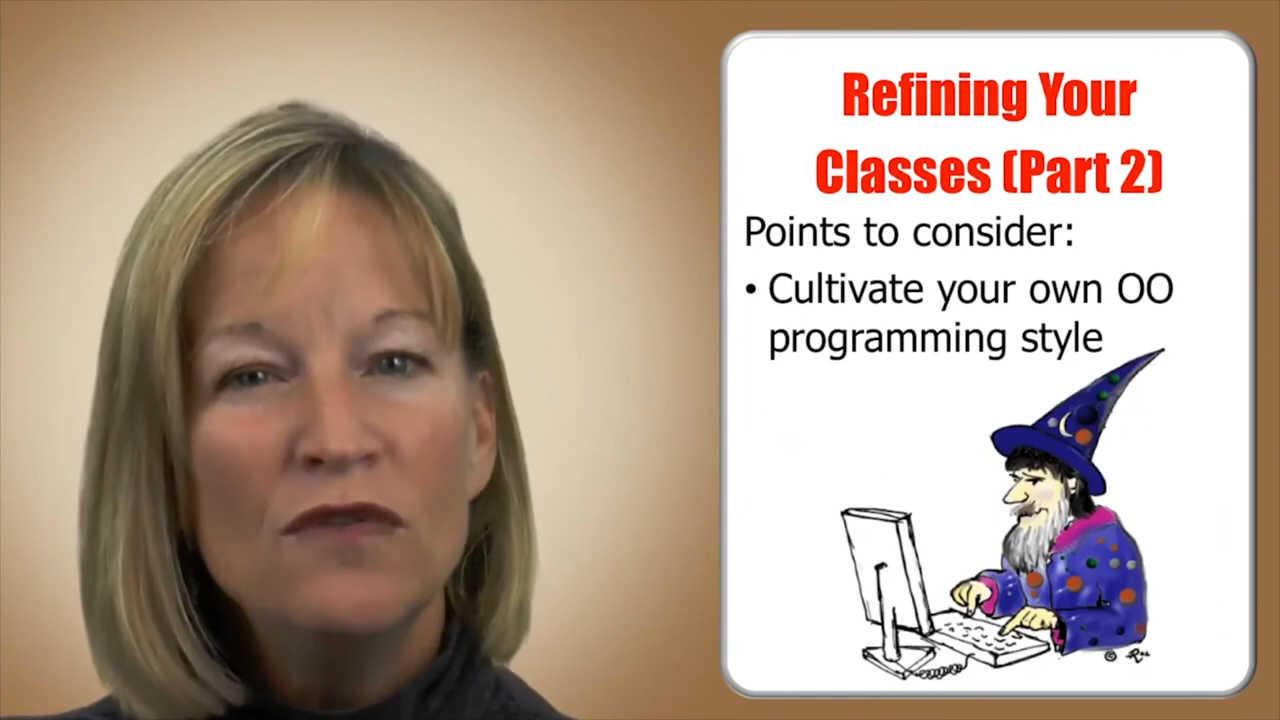 Refining Your
Classes (Part 2)
Points to consider:
• Cultivate your own OO
programming style
©